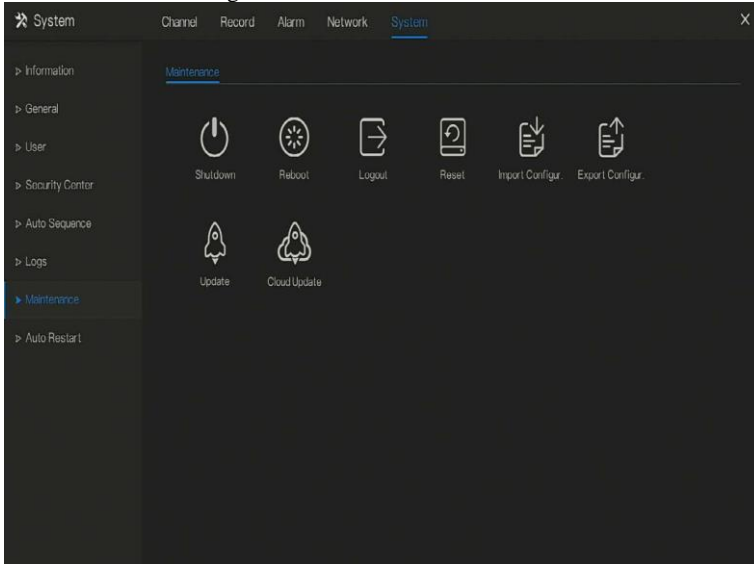 System Channel Record Alarm Network System X
Information
General
User
Security Center
Auto Sequence
Logs
Maintenance
Auto Restart
Maintenance
Shutdown Reboot Logout Reset Import Configur. Export Configur.
Update Cloud Update